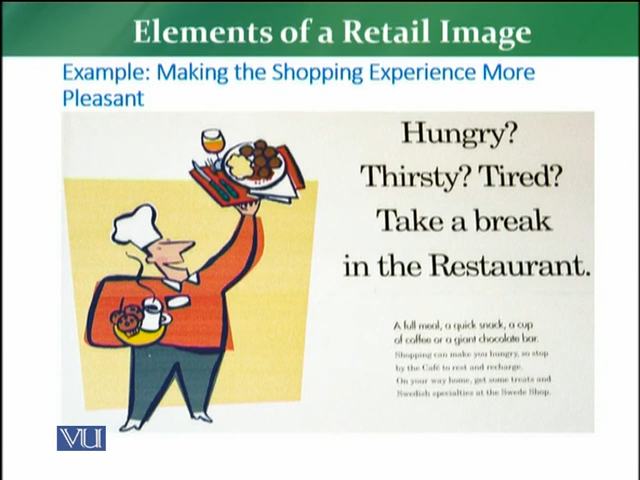 Elements of a Retail Image
Example: Making the Shopping Experience More
Pleasant
Hungry?
Thirsty? Tired?
Take a break
in the Restaurant.
A full meal, a quick snack, a cup
of coffee or a giant chocolate bar.
Shopping can make you hungry, so stop
by the Café to rest and recharge.
On your way home, get some treats and
Swedish specialties at the Swede Shop.
VU